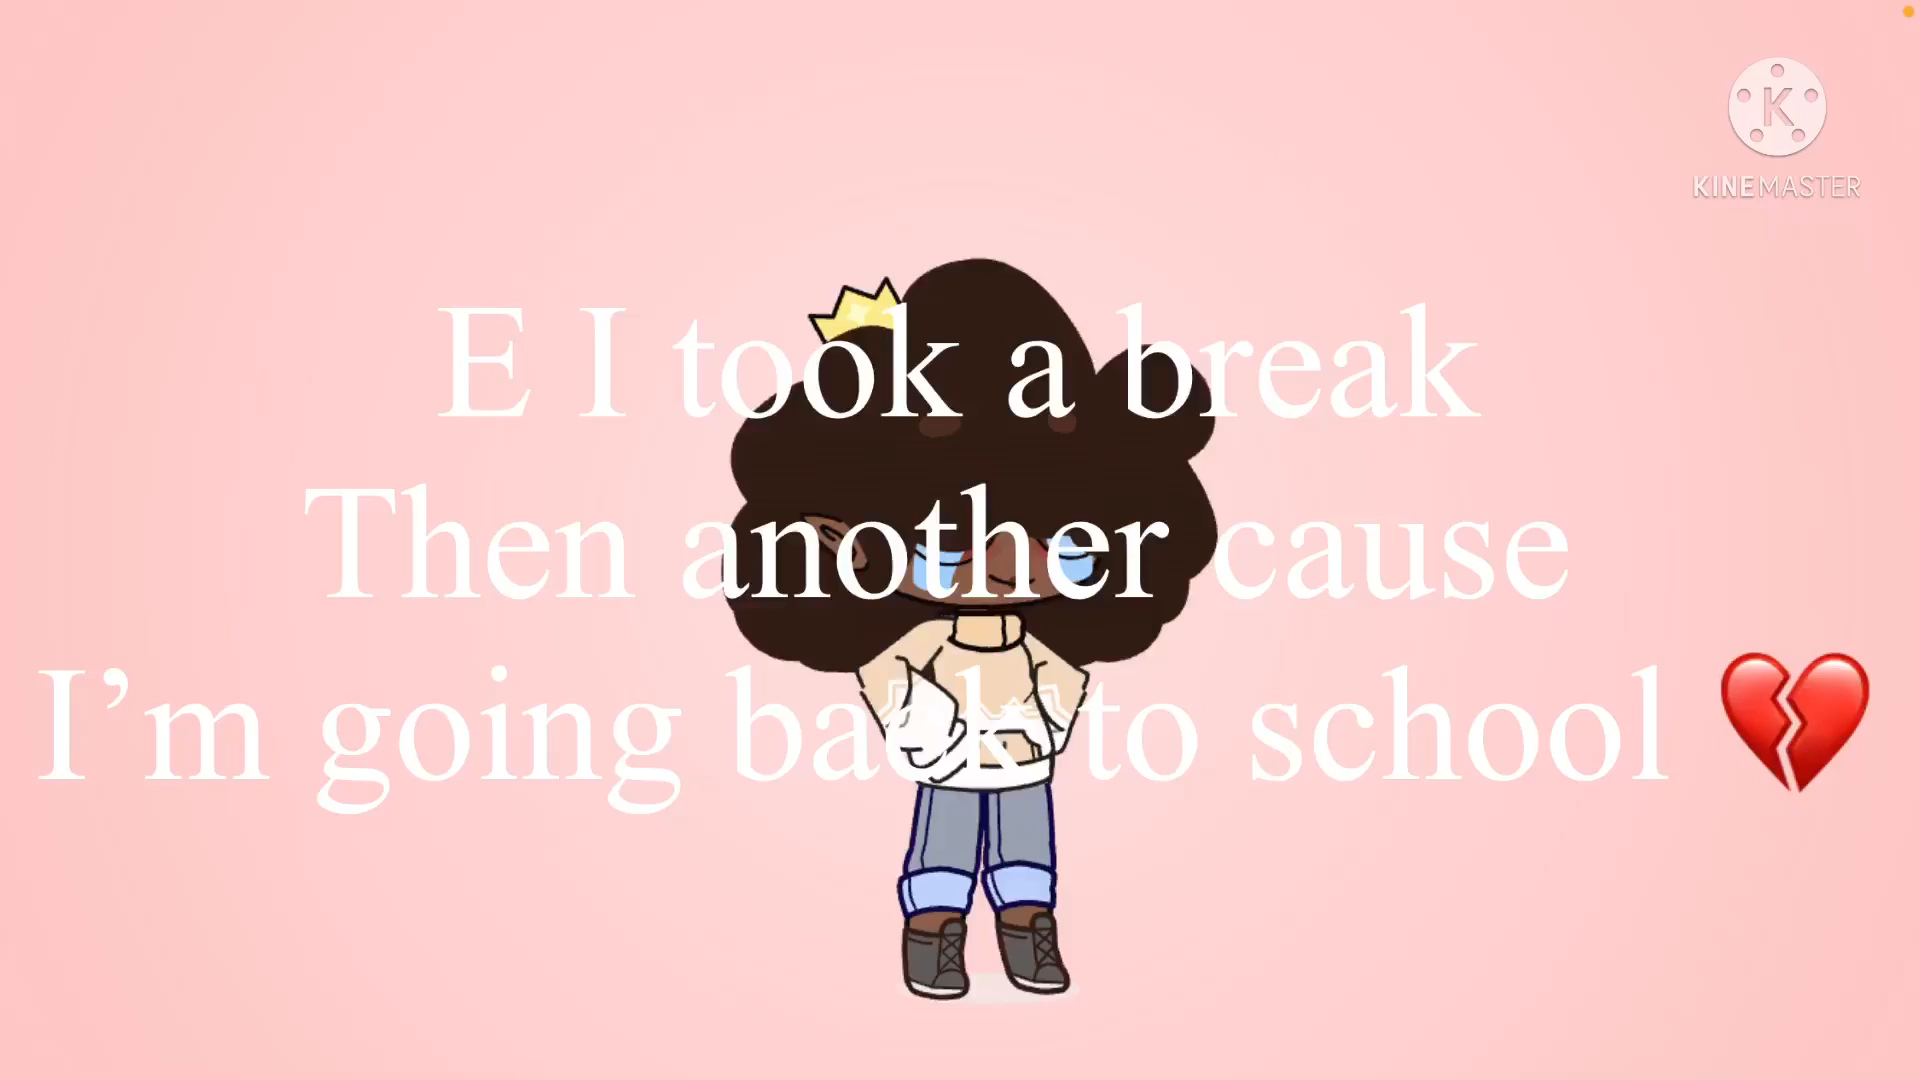 K
KINEMASTER
E I took a break
Then another cause
I’m going back to school 💔